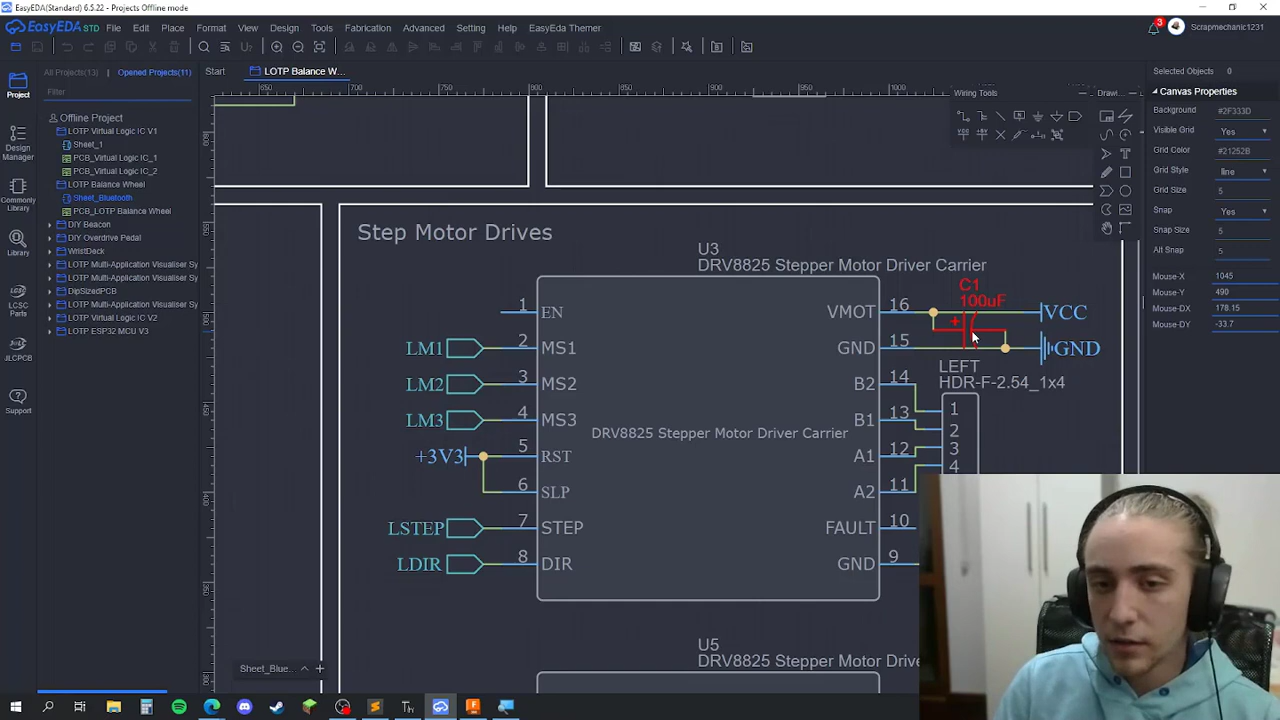 EasyEDA(Standard) 6.5.22 - Projects Offline mode
EasyEDA STD File Edit Place Format View Design Tools Fabrication Advanced Setting Help EasyEda Themer
3 Scrapmechanic1231
Project
All Projects(13) Opened Projects(11)
Start
LOTP Balance W...
Filter
Offline Project
LOTP Virtual Logic IC V1
Sheet_1
PCB_Virtual Logic IC_1
PCB_Virtual Logic IC_2
LOTP Balance Wheel
Sheet_Bluetooth
PCB_LOTP Balance Wheel
DIY Beacon
DIY Overdrive Pedal
WristDeck
LOTP Multi-Application Visualiser Sy
DipSizedPCB
LOTP Multi-Application Visualiser Sy
LOTP Virtual Logic IC V2
LOTP ESP32 MCU V3
Design Manager
Commonly Library
Library
LCSC Parts
JLCPCB
Support
650 700 750 800 850 900 950 1000
Wiring Tools
Drawi...
Step Motor Drives
U3
DRV8825 Stepper Motor Driver Carrier
C1
100uF
1 EN
VMOT 16
VCC
LM1 2 MS1
GND 15
GND
LEFT
HDR-F-2.54_1x4
LM2 3 MS2
B2 14
1
LM3 4 MS3
B1 13
2
DRV8825 Stepper Motor Driver Carrier
+3V3 5 RST
A1 12
3
6 SLP
A2 11
4
LSTEP 7 STEP
FAULT 10
LDIR 8 DIR
GND 9
U5
DRV8825 Stepper Motor Drive
Sheet_Blue...
Selected Objects 0
Canvas Properties
Background #2F333D
Visible Grid Yes
Grid Color #21252B
Grid Style line
Grid Size 5
Snap Yes
Snap Size 5
Alt Snap 5
Mouse-X 1045
Mouse-Y 490
Mouse-DX 178.15
Mouse-DY -33.7